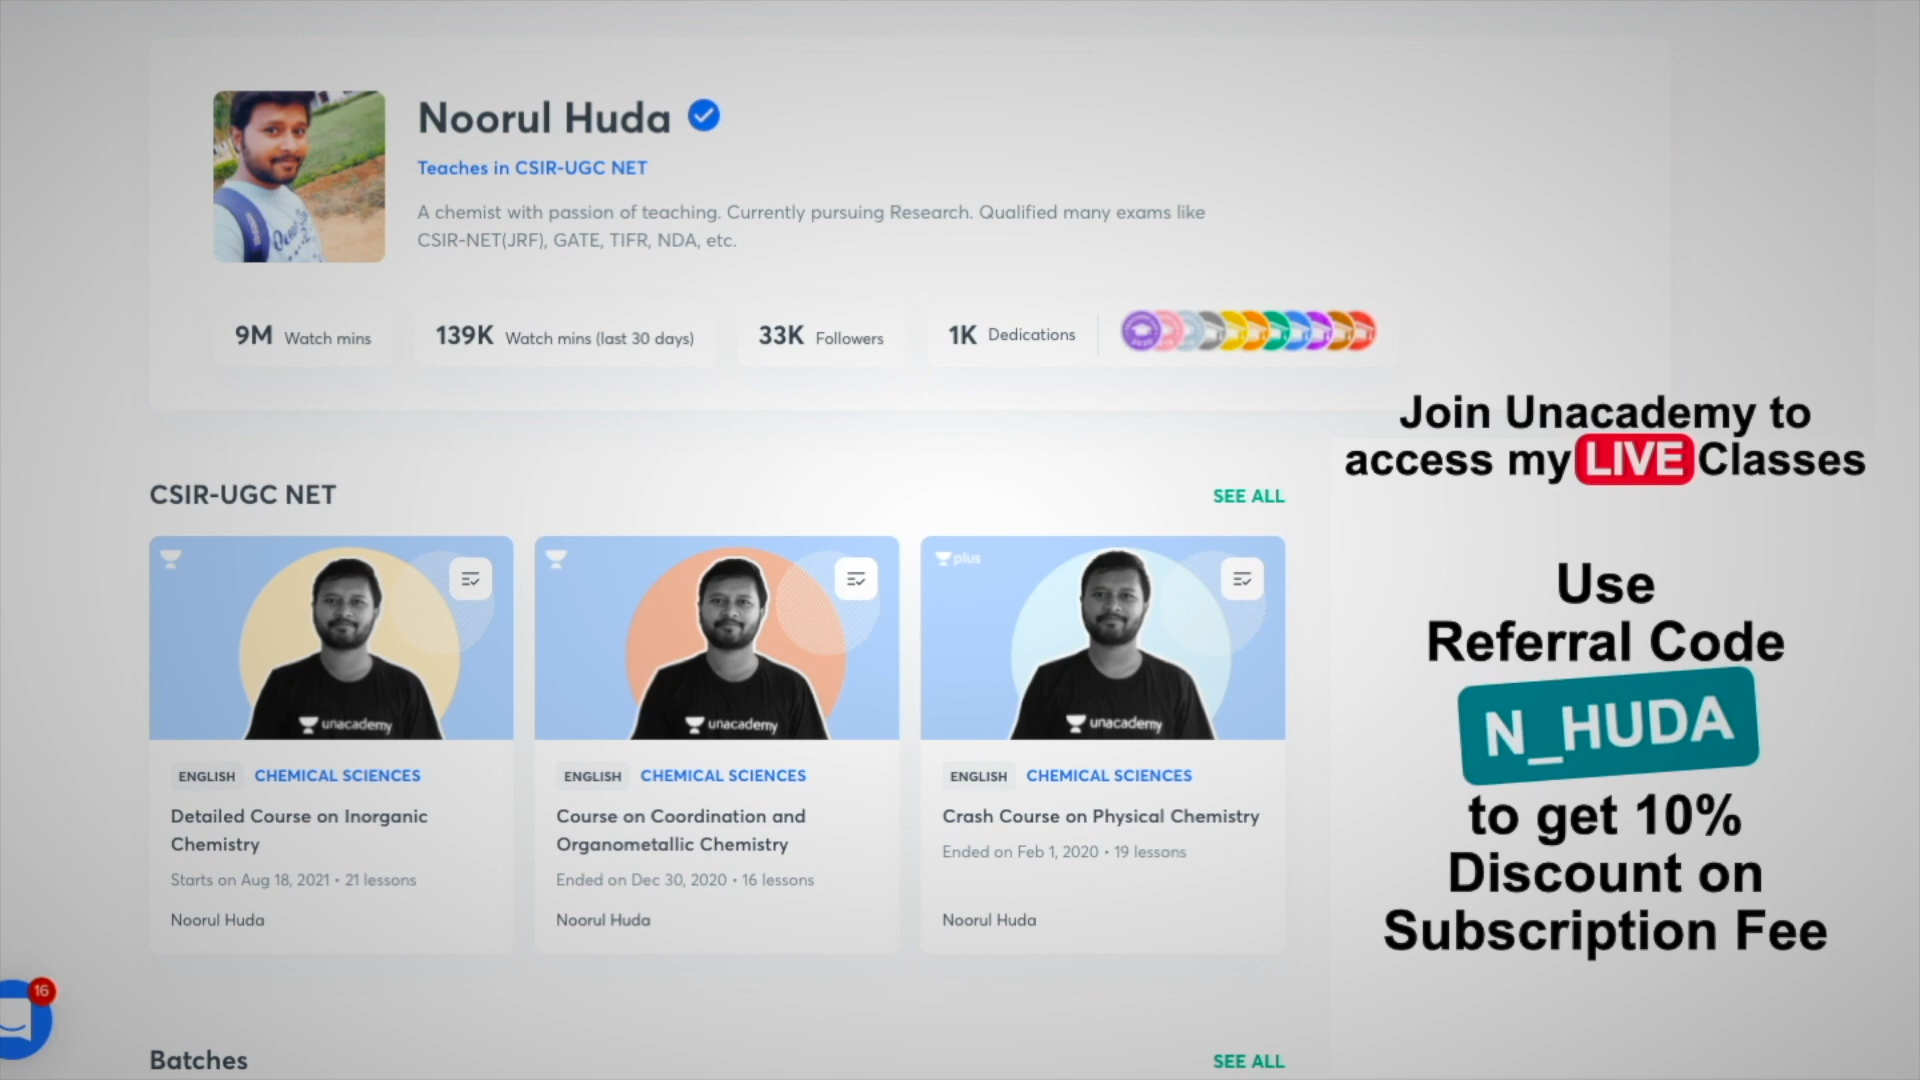 Noorul Huda
Teaches in CSIR-UGC NET
A chemist with passion of teaching. Currently pursuing Research. Qualified many exams like
CSIR-NET(JRF), GATE, TIFR, NDA, etc.
9M Watch mins
139K Watch mins (last 30 days)
33K Followers
1K Dedications
Join Unacademy to
access my LIVE Classes
CSIR-UGC NET
SEE ALL
plus
unacademy
unacademy
unacademy
ENGLISH CHEMICAL SCIENCES
Detailed Course on Inorganic
Chemistry
Starts on Aug 18, 2021 • 21 lessons
Noorul Huda
ENGLISH CHEMICAL SCIENCES
Course on Coordination and
Organometallic Chemistry
Ended on Dec 30, 2020 • 16 lessons
Noorul Huda
ENGLISH CHEMICAL SCIENCES
Crash Course on Physical Chemistry
Ended on Feb 1, 2020 • 19 lessons
Noorul Huda
Use
Referral Code
N_HUDA
to get 10%
Discount on
Subscription Fee
16
Batches
SEE ALL